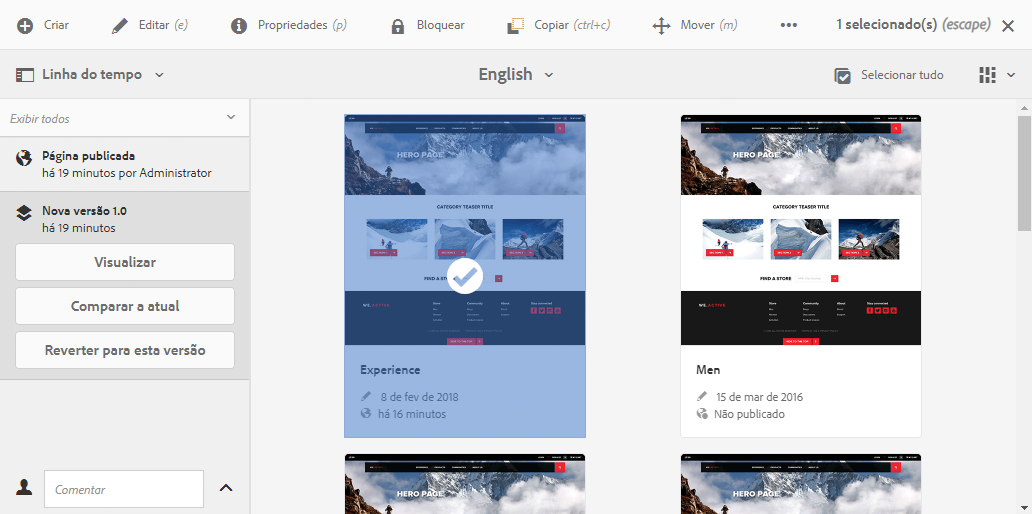 Criar
Editar (e)
Propriedades (p)
Bloquear
Copiar (ctrl+c)
Mover (m)
1 selecionado(s) (escape)
Linha do tempo
English
Selecionar tudo
Exibir todos
Página publicada
há 19 minutos por Administrator
Nova versão 1.0
há 19 minutos
Visualizar
Comparar a atual
Reverter para esta versão
Comentar
HERO PAGE
CATEGORY TEASER TITLE
FIND A STORE
Experience
8 de fev de 2018
há 16 minutos
HERO PAGE
CATEGORY TEASER TITLE
FIND A STORE
Men
15 de mar de 2016
Não publicado
HERO PAGE
HERO PAGE